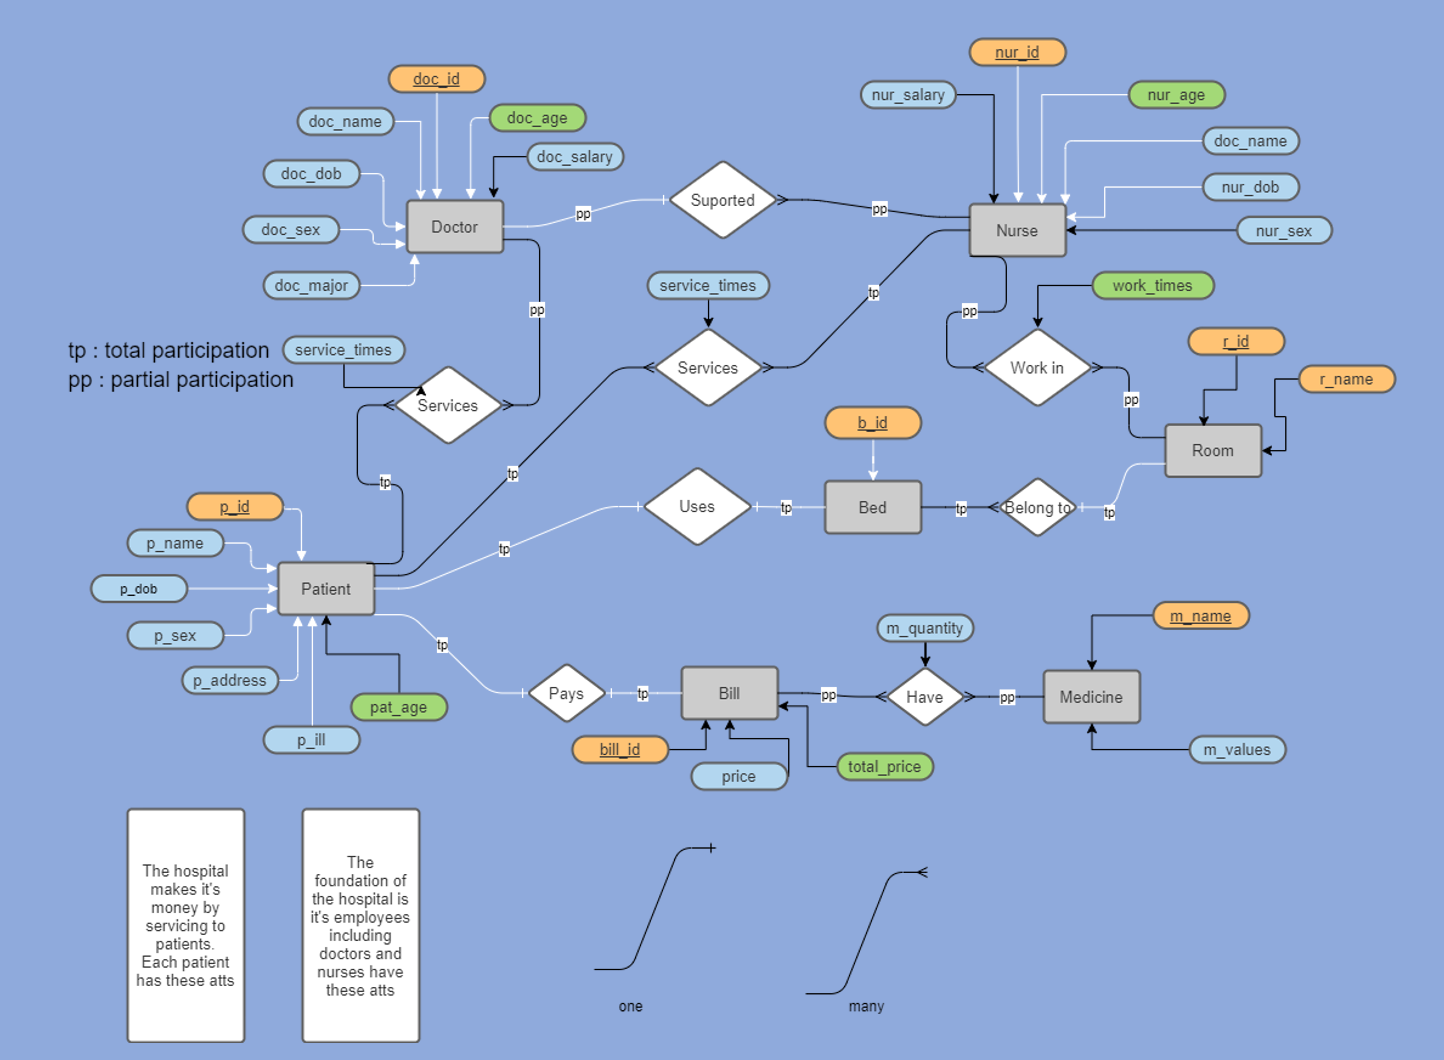 nur_id
doc_id
nur_salary
nur_age
doc_name
doc_age
doc_name
doc_salary
doc_dob
nur_dob
Suported
pp
pp
doc_sex
Doctor
Nurse
nur_sex
doc_major
service_times
tp
work_times
pp
pp
tp : total participation
service_times
r_id
pp : partial participation
Services
Work in
r_name
Services
pp
b_id
Room
tp
tp
p_id
Uses
tp
Bed
tp
Belong to
tp
p_name
tp
p_dob
Patient
m_name
p_sex
tp
m_quantity
p_address
Pays
tp
Bill
pp
Have
pp
Medicine
pat_age
p_ill
bill_id
m_values
price
total_price
The hospital
makes it's
money by
servicing to
patients.
Each patient
has these atts
The
foundation of
the hospital is
it's employees
including
doctors and
nurses have
these atts
one
many